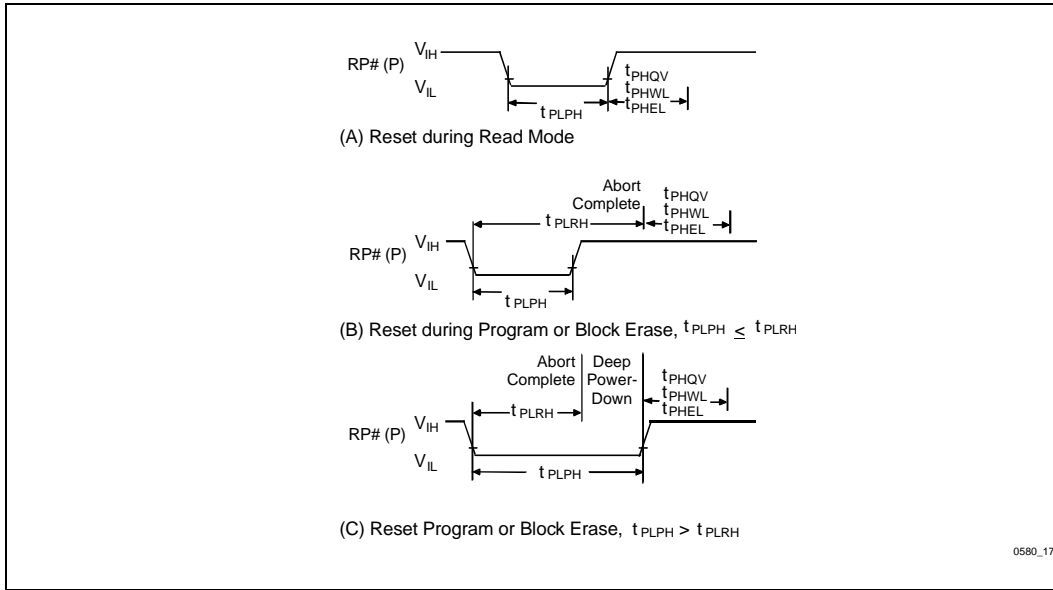 V_IH
RP# (P)
V_IL
t_PHQV
t_PHWL
t_PHEL
t_PLPH
(A) Reset during Read Mode
Abort
Complete
t_PHQV
t_PHWL
t_PHEL
t_PLRH
V_IH
RP# (P)
V_IL
t_PLPH
(B) Reset during Program or Block Erase, t_PLPH ≤ t_PLRH
Abort
Complete
Deep
Power-
Down
t_PHQV
t_PHWL
t_PHEL
t_PLRH
V_IH
RP# (P)
V_IL
t_PLPH
(C) Reset Program or Block Erase, t_PLPH > t_PLRH
0580_17